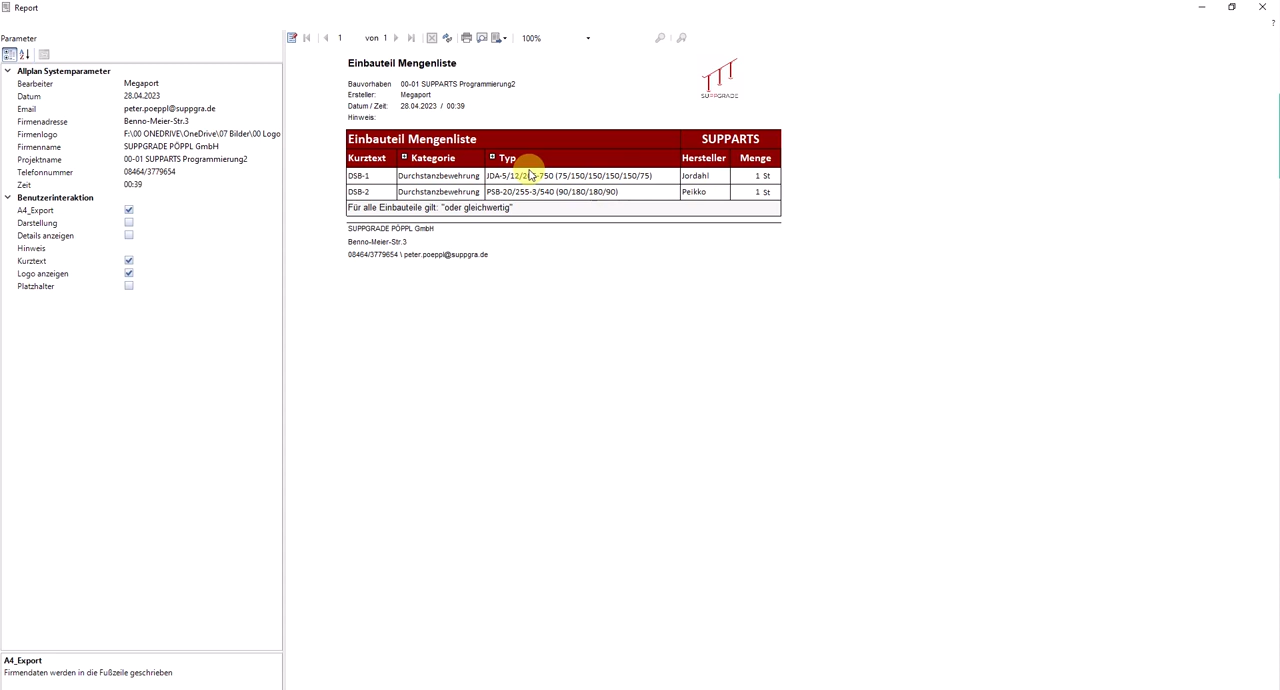 Report
?
Parameter
1 von 1 100%
Allplan Systemparameter
Bearbeiter Megaport
Datum 28.04.2023
Email peter.poeppl@suppgra.de
Firmenadresse Benno-Meier-Str.3
Firmenlogo F:\00 ONEDRIVE\OneDrive\07 Bilder\00 Logo
Firmenname SUPPGRADE PÖPPL GmbH
Projektname 00-01 SUPPARTS Programmierung2
Telefonnummer 08464/3779654
Zeit 00:39
Benutzerinteraktion
A4_Export
Darstellung
Details anzeigen
Hinweis
Kurztext
Logo anzeigen
Platzhalter
A4_Export
Firmendaten werden in die Fußzeile geschrieben
Einbauteil Mengenliste
Bauvorhaben 00-01 SUPPARTS Programmierung2
Ersteller: Megaport
Datum / Zeit: 28.04.2023 / 00:39
Hinweis:
SUPPGRADE
Einbauteil Mengenliste SUPPARTS
Kurztext Kategorie Typ Hersteller Menge
DSB-1 Durchstanzbewehrung (75/150/150/150/150/75) Jordahl 1 St
DSB-2 Durchstanzbewehrung PSB-20/255-3/540 (90/180/180/90) Peikko 1 St
Für alle Einbauteile gilt: "oder gleichwertig"
SUPPGRADE PÖPPL GmbH
Benno-Meier-Str.3
08464/3779654 \ peter.poeppl@suppgra.de